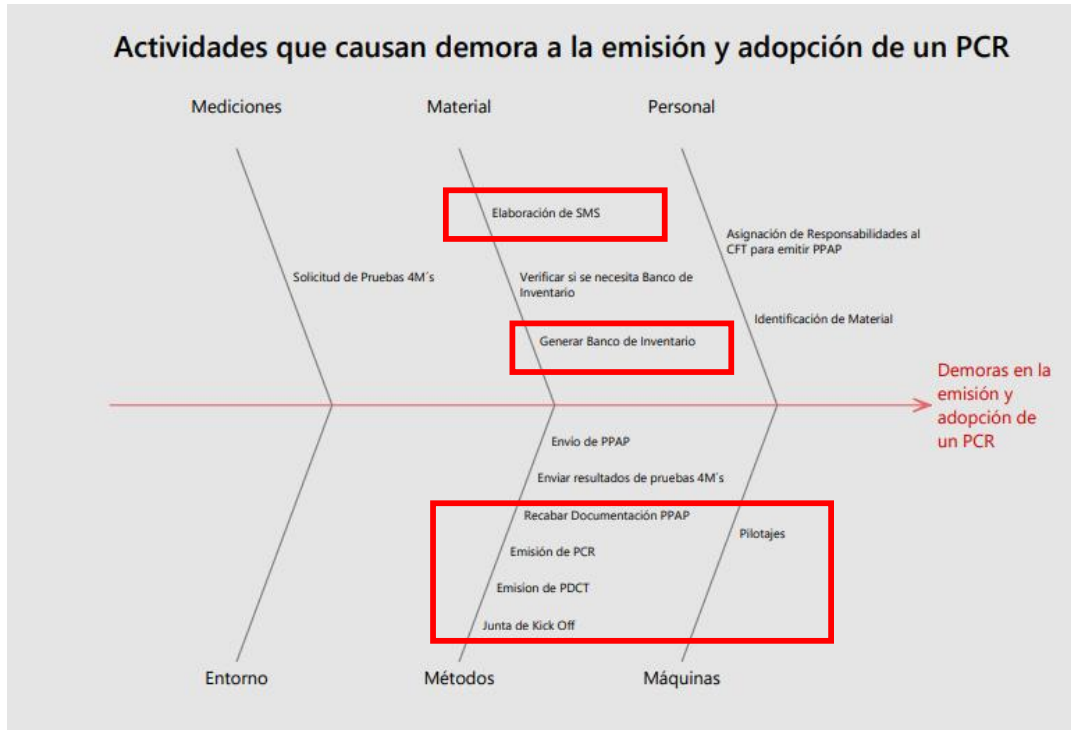 Actividades que causan demora a la emisión y adopción de un PCR
Mediciones
Material
Personal
Elaboración de SMS
Asignación de Responsabilidades al
CFT para emitir PPAP
Solicitud de Pruebas 4M´s
Verificar si se necesita Banco de
Inventario
Identificación de Material
Generar Banco de Inventario
Demoras en la
emisión y
adopción de
un PCR
Envio de PPAP
Enviar resultados de pruebas 4M´s
Recabar Documentación PPAP
Pilotajes
Emisión de PCR
Emision de PDCT
Junta de Kick Off
Entorno
Métodos
Máquinas